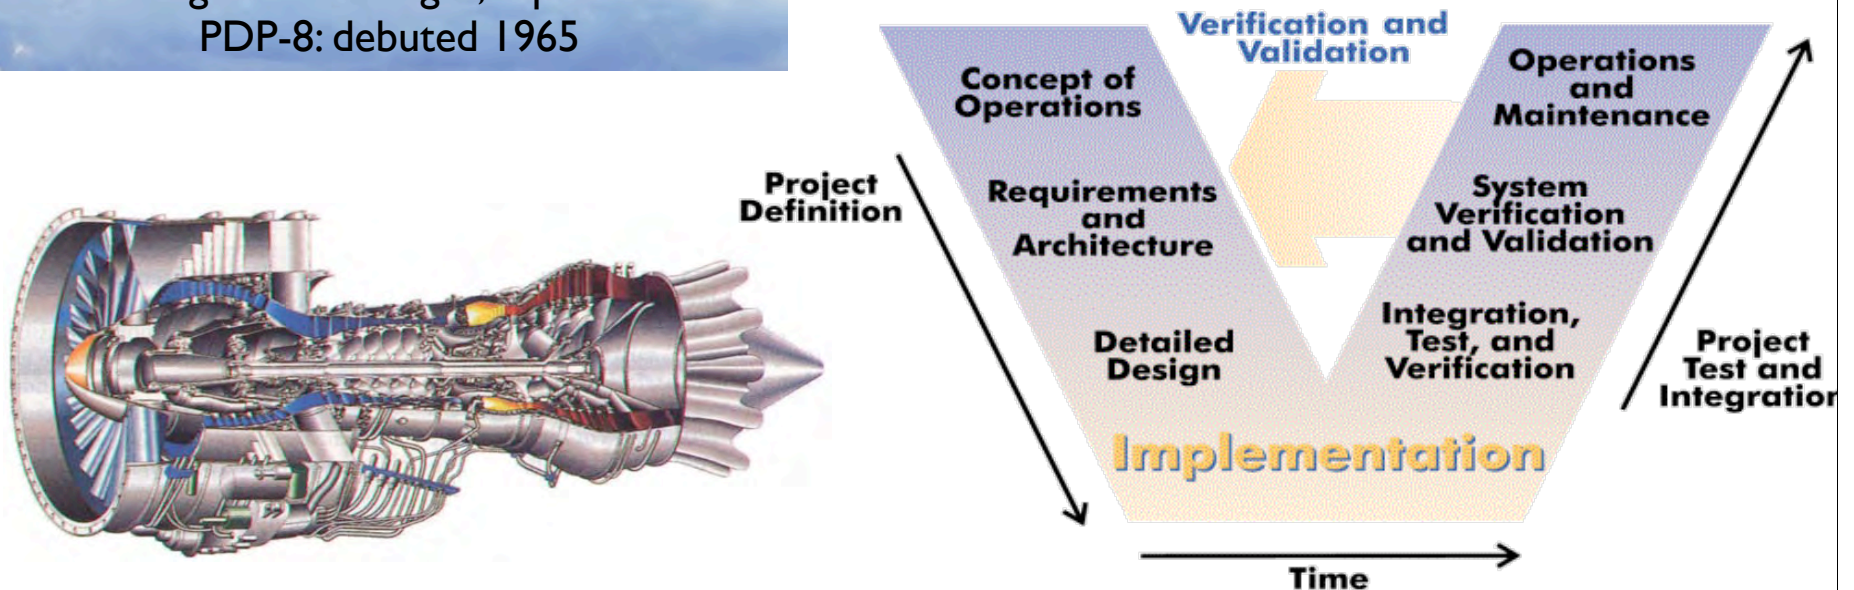 PDP-8: debuted 1965
Verification and
Validation
Concept of
Operations
Operations
and
Maintenance
Project
Definition
Requirements
and
Architecture
System
Verification
and Validation
Detailed
Design
Integration,
Test, and
Verification
Project
Test and
Integration
Implementation
Time